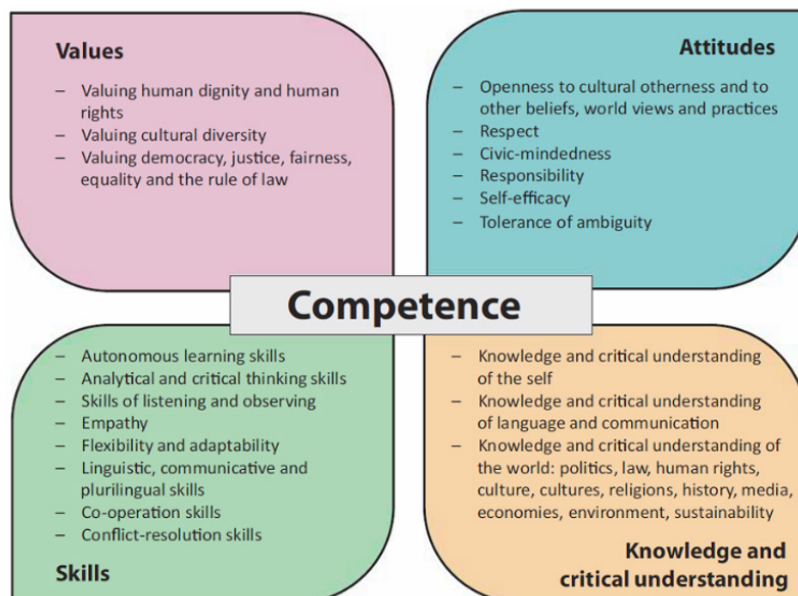 Values
– Valuing human dignity and human
rights
– Valuing cultural diversity
– Valuing democracy, justice, fairness,
equality and the rule of law
Attitudes
– Openness to cultural otherness and to
other beliefs, world views and practices
– Respect
– Civic-mindedness
– Responsibility
– Self-efficacy
– Tolerance of ambiguity
Competence
– Autonomous learning skills
– Analytical and critical thinking skills
– Skills of listening and observing
– Empathy
– Flexibility and adaptability
– Linguistic, communicative and
plurilingual skills
– Co-operation skills
– Conflict-resolution skills
Skills
– Knowledge and critical understanding
of the self
– Knowledge and critical understanding
of language and communication
– Knowledge and critical understanding of
the world: politics, law, human rights,
culture, cultures, religions, history, media,
economies, environment, sustainability
Knowledge and
critical understanding